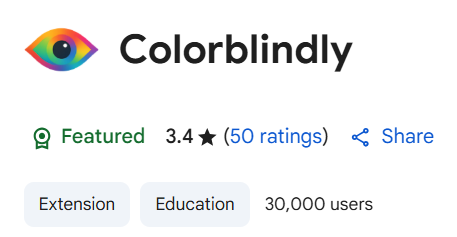 Colorblindly
Featured 3.4★ (50 ratings) Share
Extension Education 30,000 users